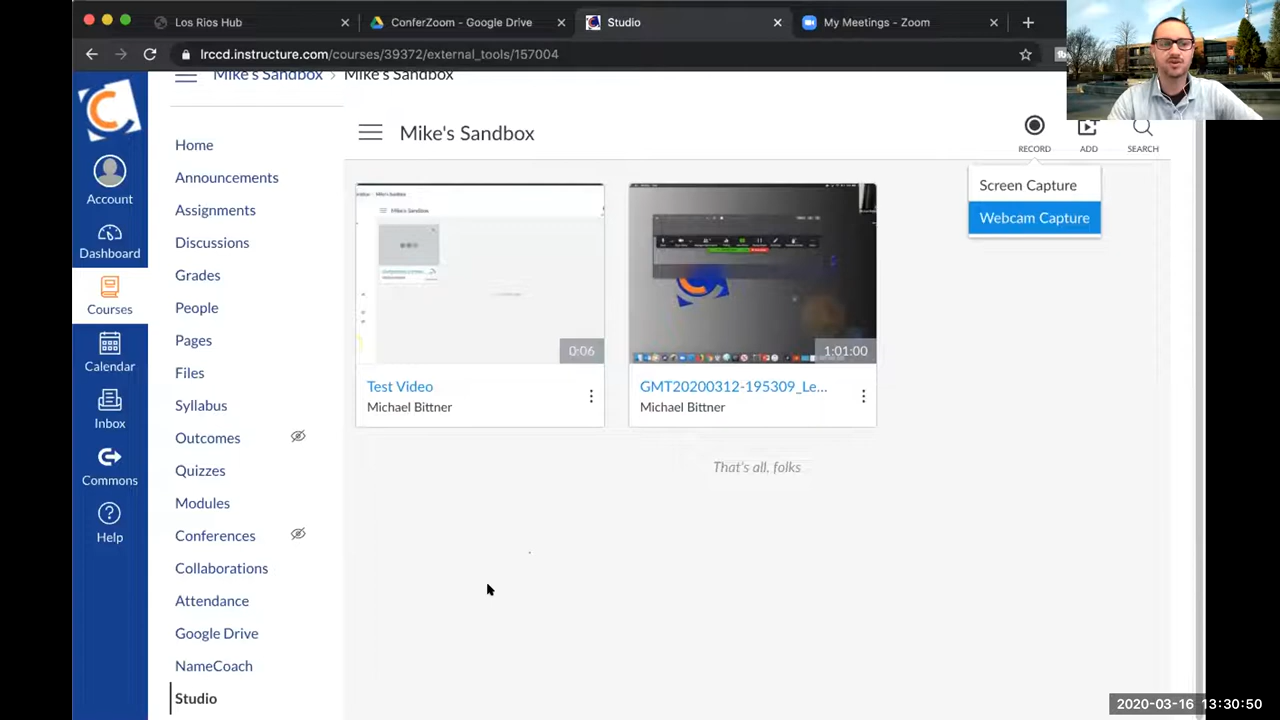 Los Rios Hub
ConferZoom - Google Drive
Studio
My Meetings - Zoom
lrccd.instructure.com/courses/39372/external_tools/157004
Mike's Sandbox › Mike's Sandbox
Mike's Sandbox
RECORD
ADD
SEARCH
Screen Capture
Webcam Capture
Account
Dashboard
Courses
Calendar
Inbox
Commons
Help
Home
Announcements
Assignments
Discussions
Grades
People
Pages
Files
Syllabus
Outcomes
Quizzes
Modules
Conferences
Collaborations
Attendance
Google Drive
NameCoach
Studio
Mike's Sandbox
0:06
Test Video
Michael Bittner
1:01:00
GMT20200312-195309_Le...
Michael Bittner
That's all, folks
2020-03-16 13:30:50